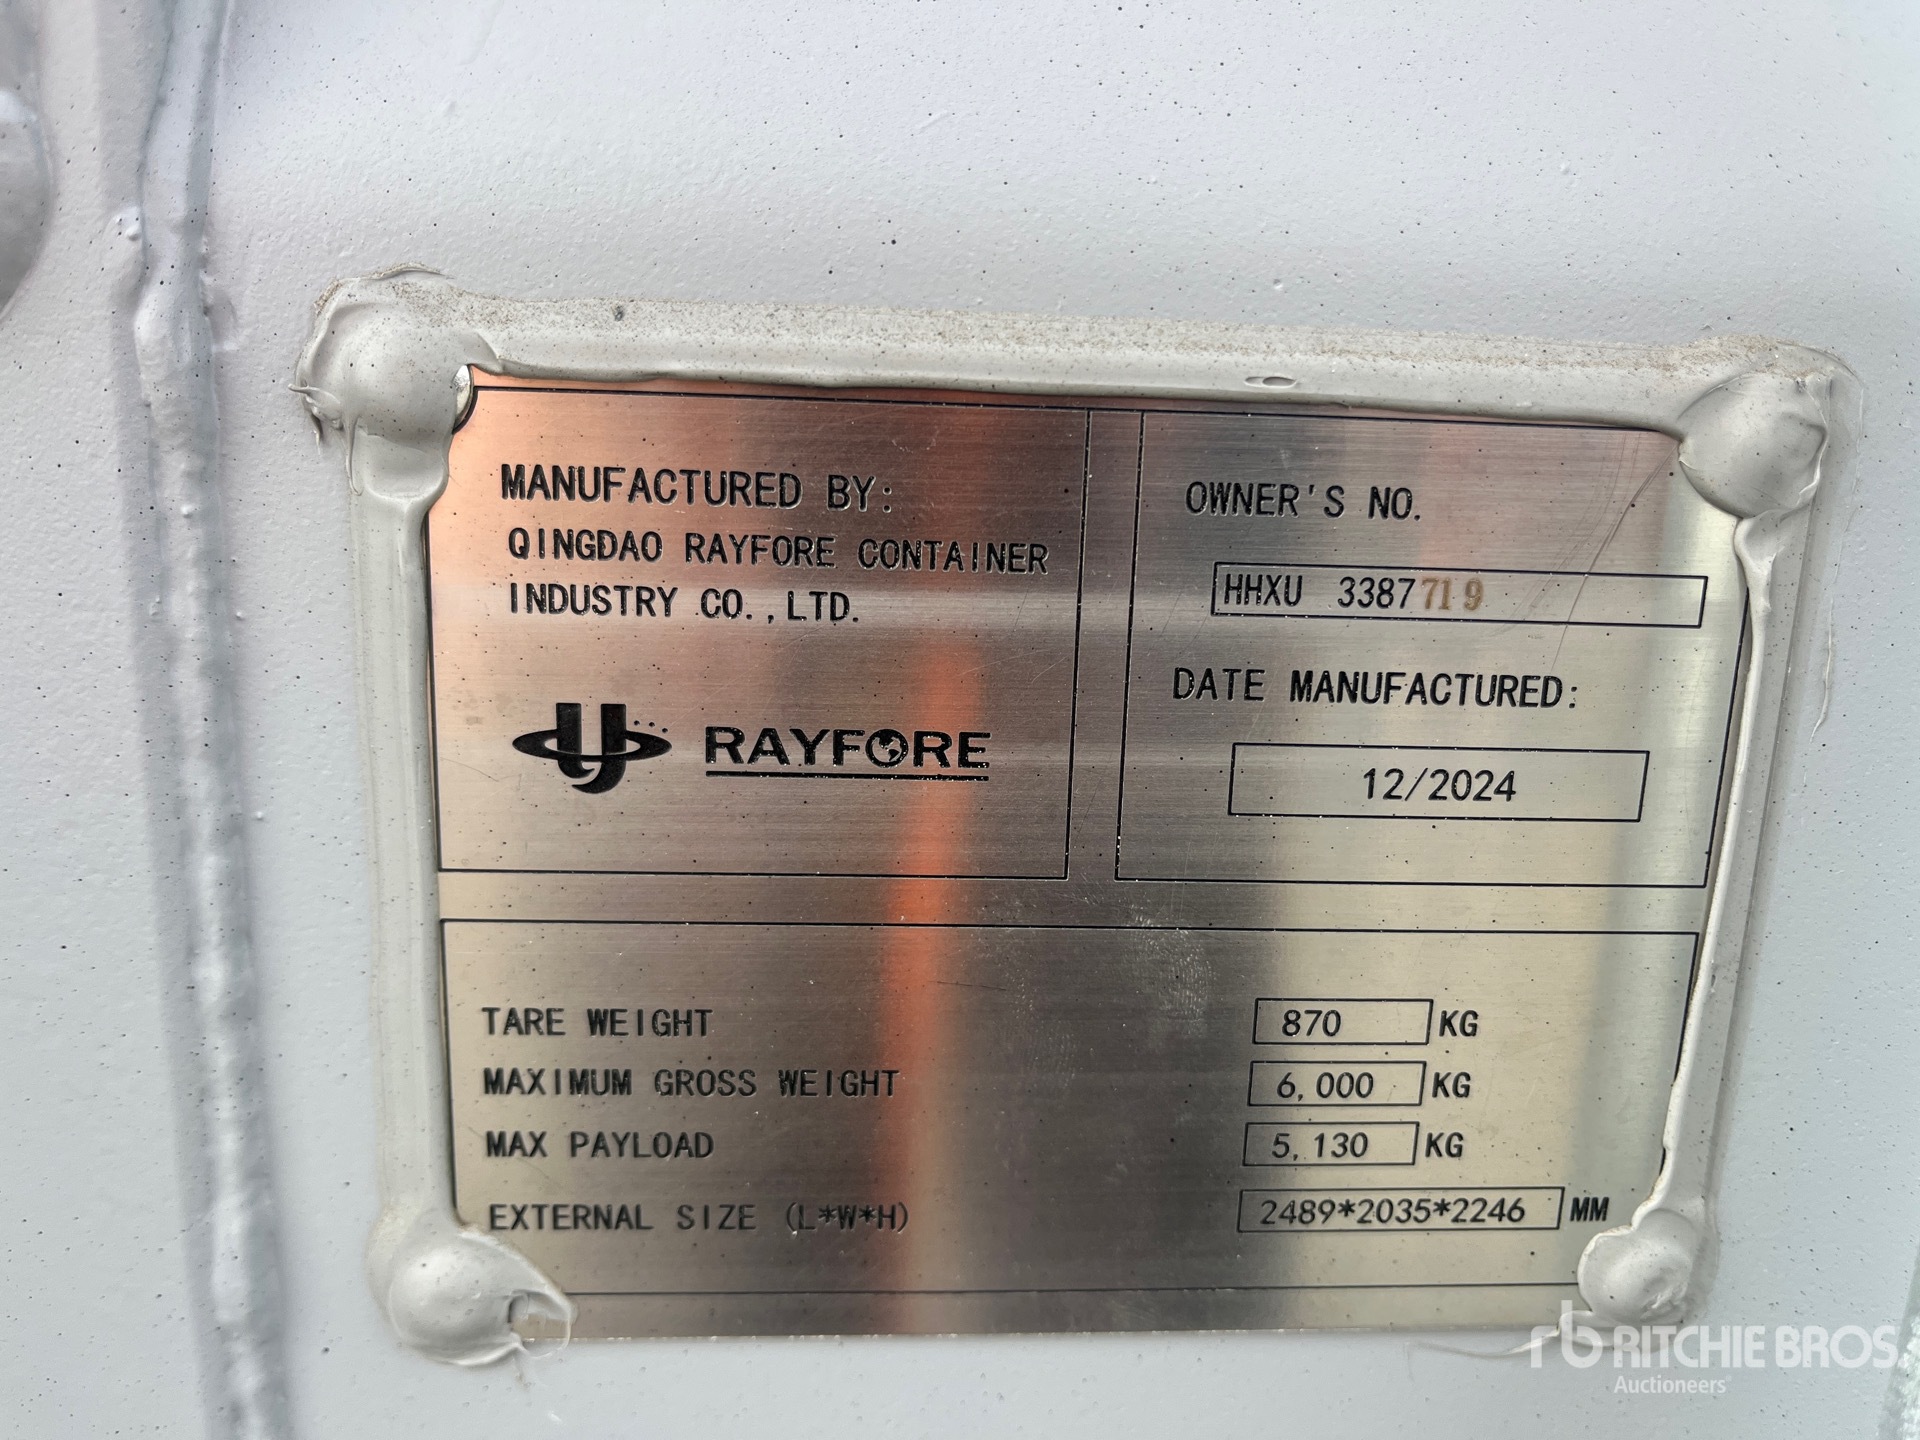 MANUFACTURED BY:
QINGDAO RAYFORE CONTAINER
INDUSTRY CO.,LTD.
RAYFORE
OWNER'S NO.
HHXU 3387719
DATE MANUFACTURED:
12/2024
TARE WEIGHT 870 KG
MAXIMUM GROSS WEIGHT 6,000 KG
MAX PAYLOAD 5,130 KG
EXTERNAL SIZE (L*W*H) 2489*2035*2246 MM
rb RITCHIE BROS.
Auctioneers